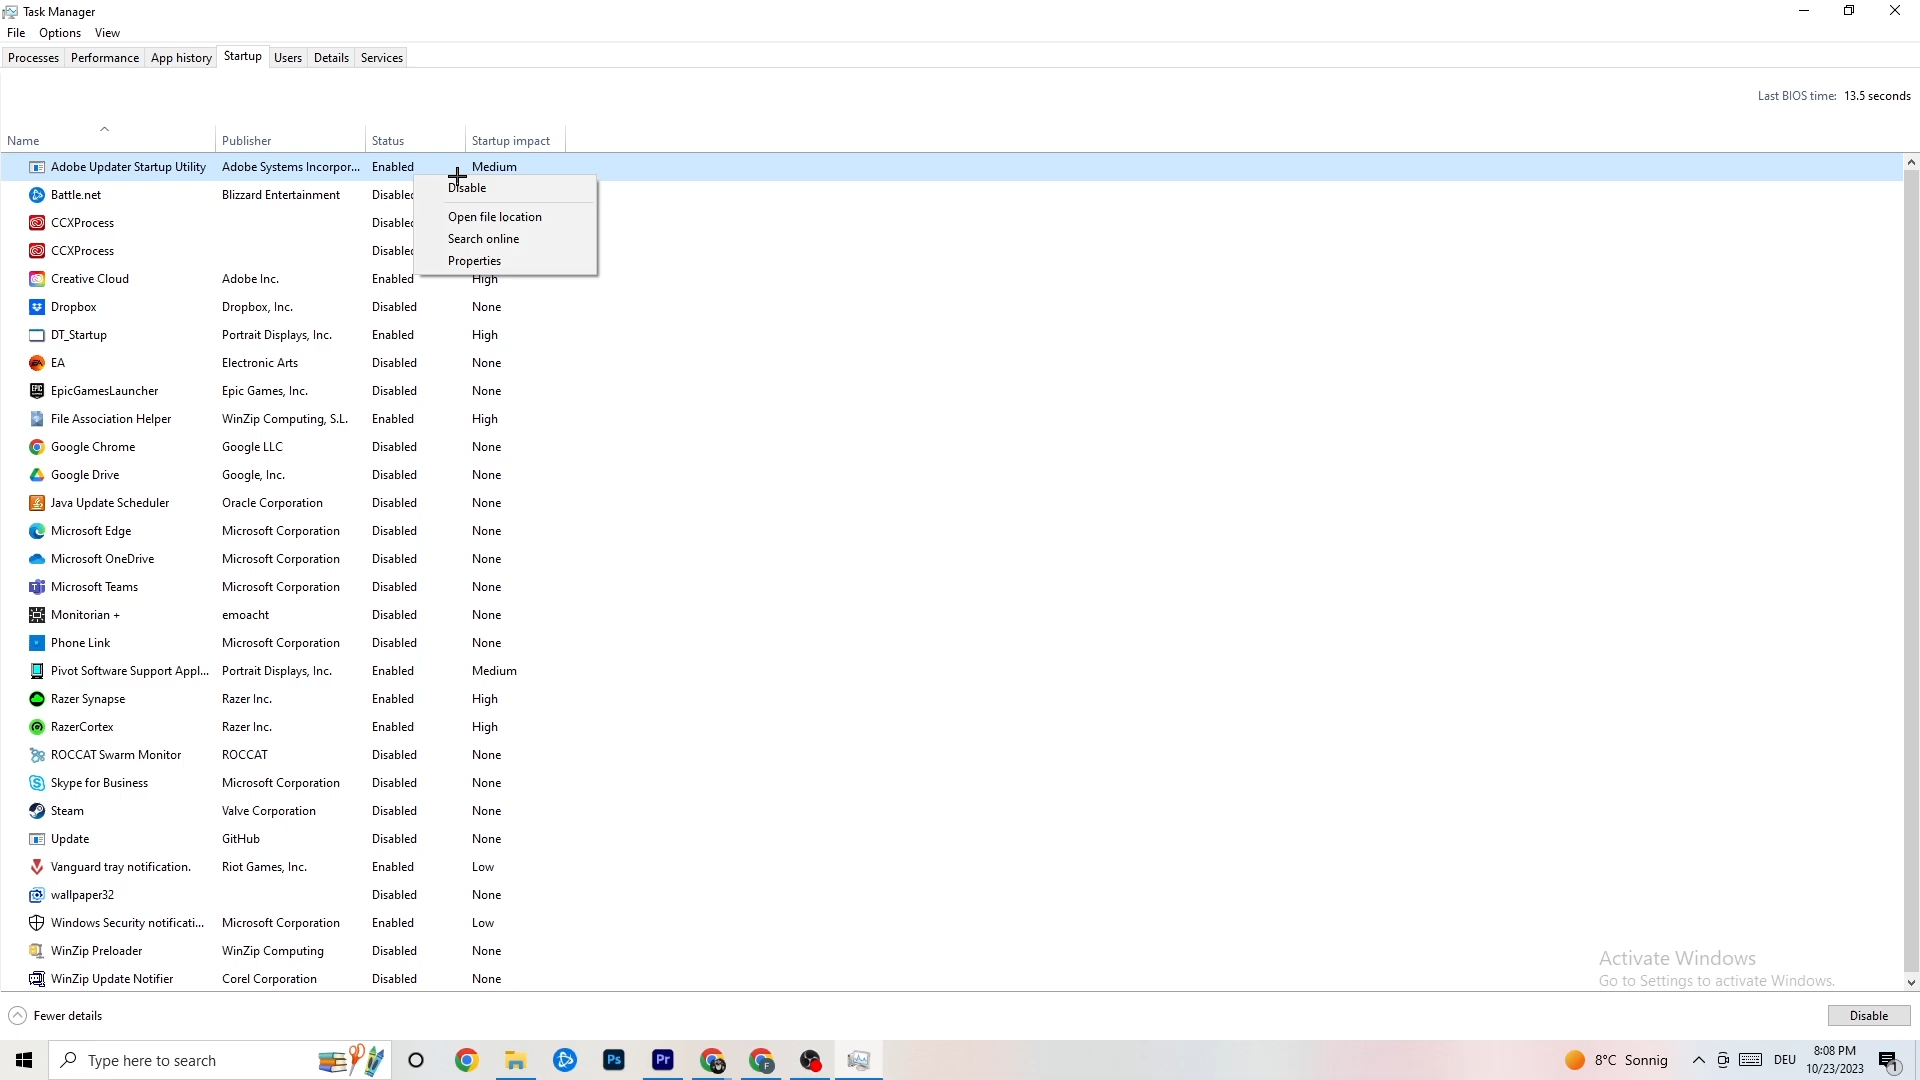 Task Manager
File Options View
Processes Performance App history Startup Users Details Services
Last BIOS time: 13.5 seconds
Name Publisher Status Startup impact
Adobe Updater Startup Utility Adobe Systems Incorpor... Enabled Medium
Disable
Battle.net Blizzard Entertainment Disabled
CCXProcess Disabled
Open file location
Search online
CCXProcess Disabled
Properties
Creative Cloud Adobe Inc. Enabled High
Dropbox Dropbox, Inc. Disabled None
DT_Startup Portrait Displays, Inc. Enabled High
EA Electronic Arts Disabled None
EpicGamesLauncher Epic Games, Inc. Disabled None
File Association Helper WinZip Computing, S.L. Enabled High
Google Chrome Google LLC Disabled None
Google Drive Google, Inc. Disabled None
Java Update Scheduler Oracle Corporation Disabled None
Microsoft Edge Microsoft Corporation Disabled None
Microsoft OneDrive Microsoft Corporation Disabled None
Microsoft Teams Microsoft Corporation Disabled None
Monitorian + emoacht Disabled None
Phone Link Microsoft Corporation Disabled None
Pivot Software Support Appl... Portrait Displays, Inc. Enabled Medium
Razer Synapse Razer Inc. Enabled High
RazerCortex Razer Inc. Enabled High
ROCCAT Swarm Monitor ROCCAT Disabled None
Skype for Business Microsoft Corporation Disabled None
Steam Valve Corporation Disabled None
Update GitHub Disabled None
Vanguard tray notification. Riot Games, Inc. Enabled Low
wallpaper32 Disabled None
Windows Security notificati... Microsoft Corporation Enabled Low
WinZip Preloader WinZip Computing Disabled None
WinZip Update Notifier Corel Corporation Disabled None
Activate Windows
Go to Settings to activate Windows.
Fewer details Disable
Type here to search Ps Pr F 8°C Sonnig DEU 8:08 PM 1
10/23/2023